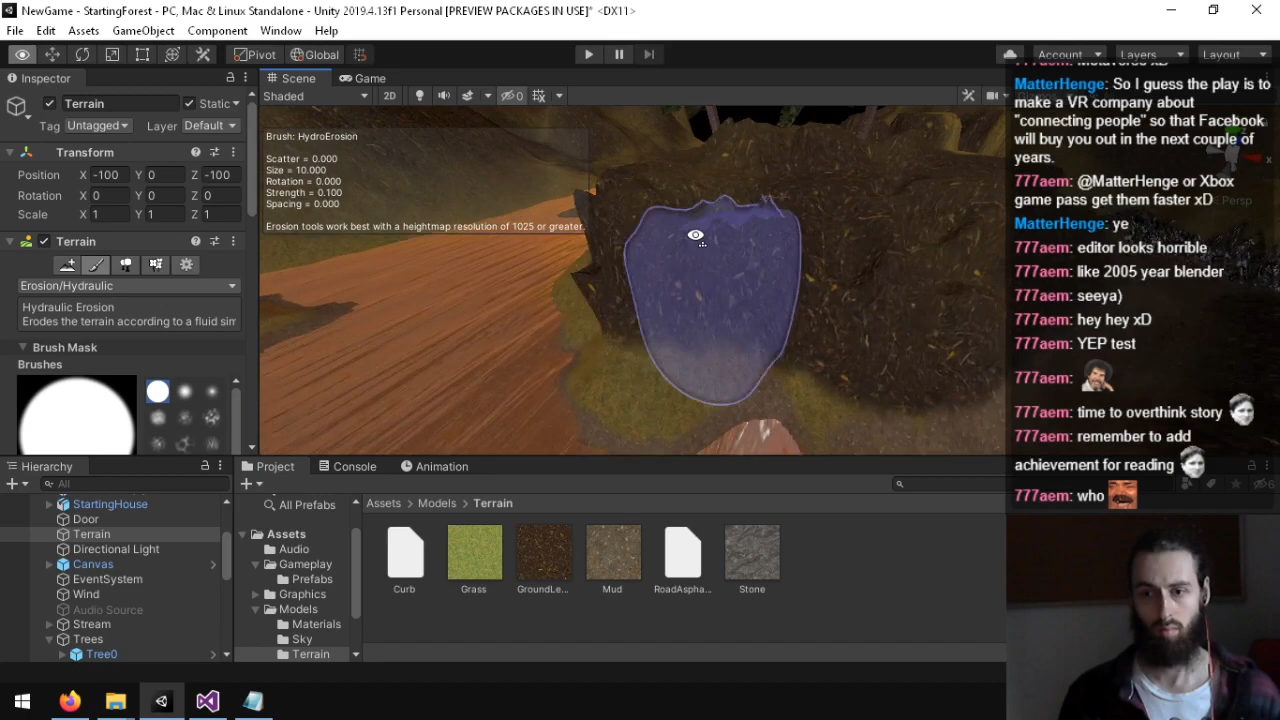 NewGame - StartingForest - PC, Mac & Linux Standalone - Unity 2019.4.13f1 Personal [PREVIEW PACKAGES IN USE]* <DX11>
File Edit Assets GameObject Component Window Help
Pivot Global Account Layers Layout
Inspector
Scene Game
Shaded 2D 0
Terrain Static
Tag Untagged Layer Default
Transform
Position X -100 Y 0 Z -100
Rotation X 0 Y 0 Z 0
Scale X 1 Y 1 Z 1
Terrain
Erosion/Hydraulic
Hydraulic Erosion
Erodes the terrain according to a fluid sim
Brush Mask
Brushes
Brush: HydroErosion
Scatter = 0.000
Size = 10.000
Rotation = 0.000
Strength = 0.100
Spacing = 0.000
Erosion tools work best with a heightmap resolution of 1025 or greater.
Persp
MatterHenge: So I guess the play is to
make a VR company about
"connecting people" so that Facebook
will buy you out in the next couple of
years.
777aem: @MatterHenge or Xbox
game pass get them faster xD
MatterHenge: ye
777aem: editor looks horrible
777aem: like 2005 year blender
777aem: seeya)
777aem: hey hey xD
777aem: YEP test
777aem:
777aem: time to overthink story
777aem: remember to add
achievement for reading
777aem: who
Hierarchy
All
StartingHouse
Door
Terrain
Directional Light
Canvas
EventSystem
Wind
Audio Source
Stream
Trees
Tree0
Project Console Animation
All Prefabs
Assets
Audio
Gameplay
Prefabs
Graphics
Models
Materials
Sky
Terrain
Assets Models Terrain
Curb Grass GroundLe... Mud RoadAspha... Stone